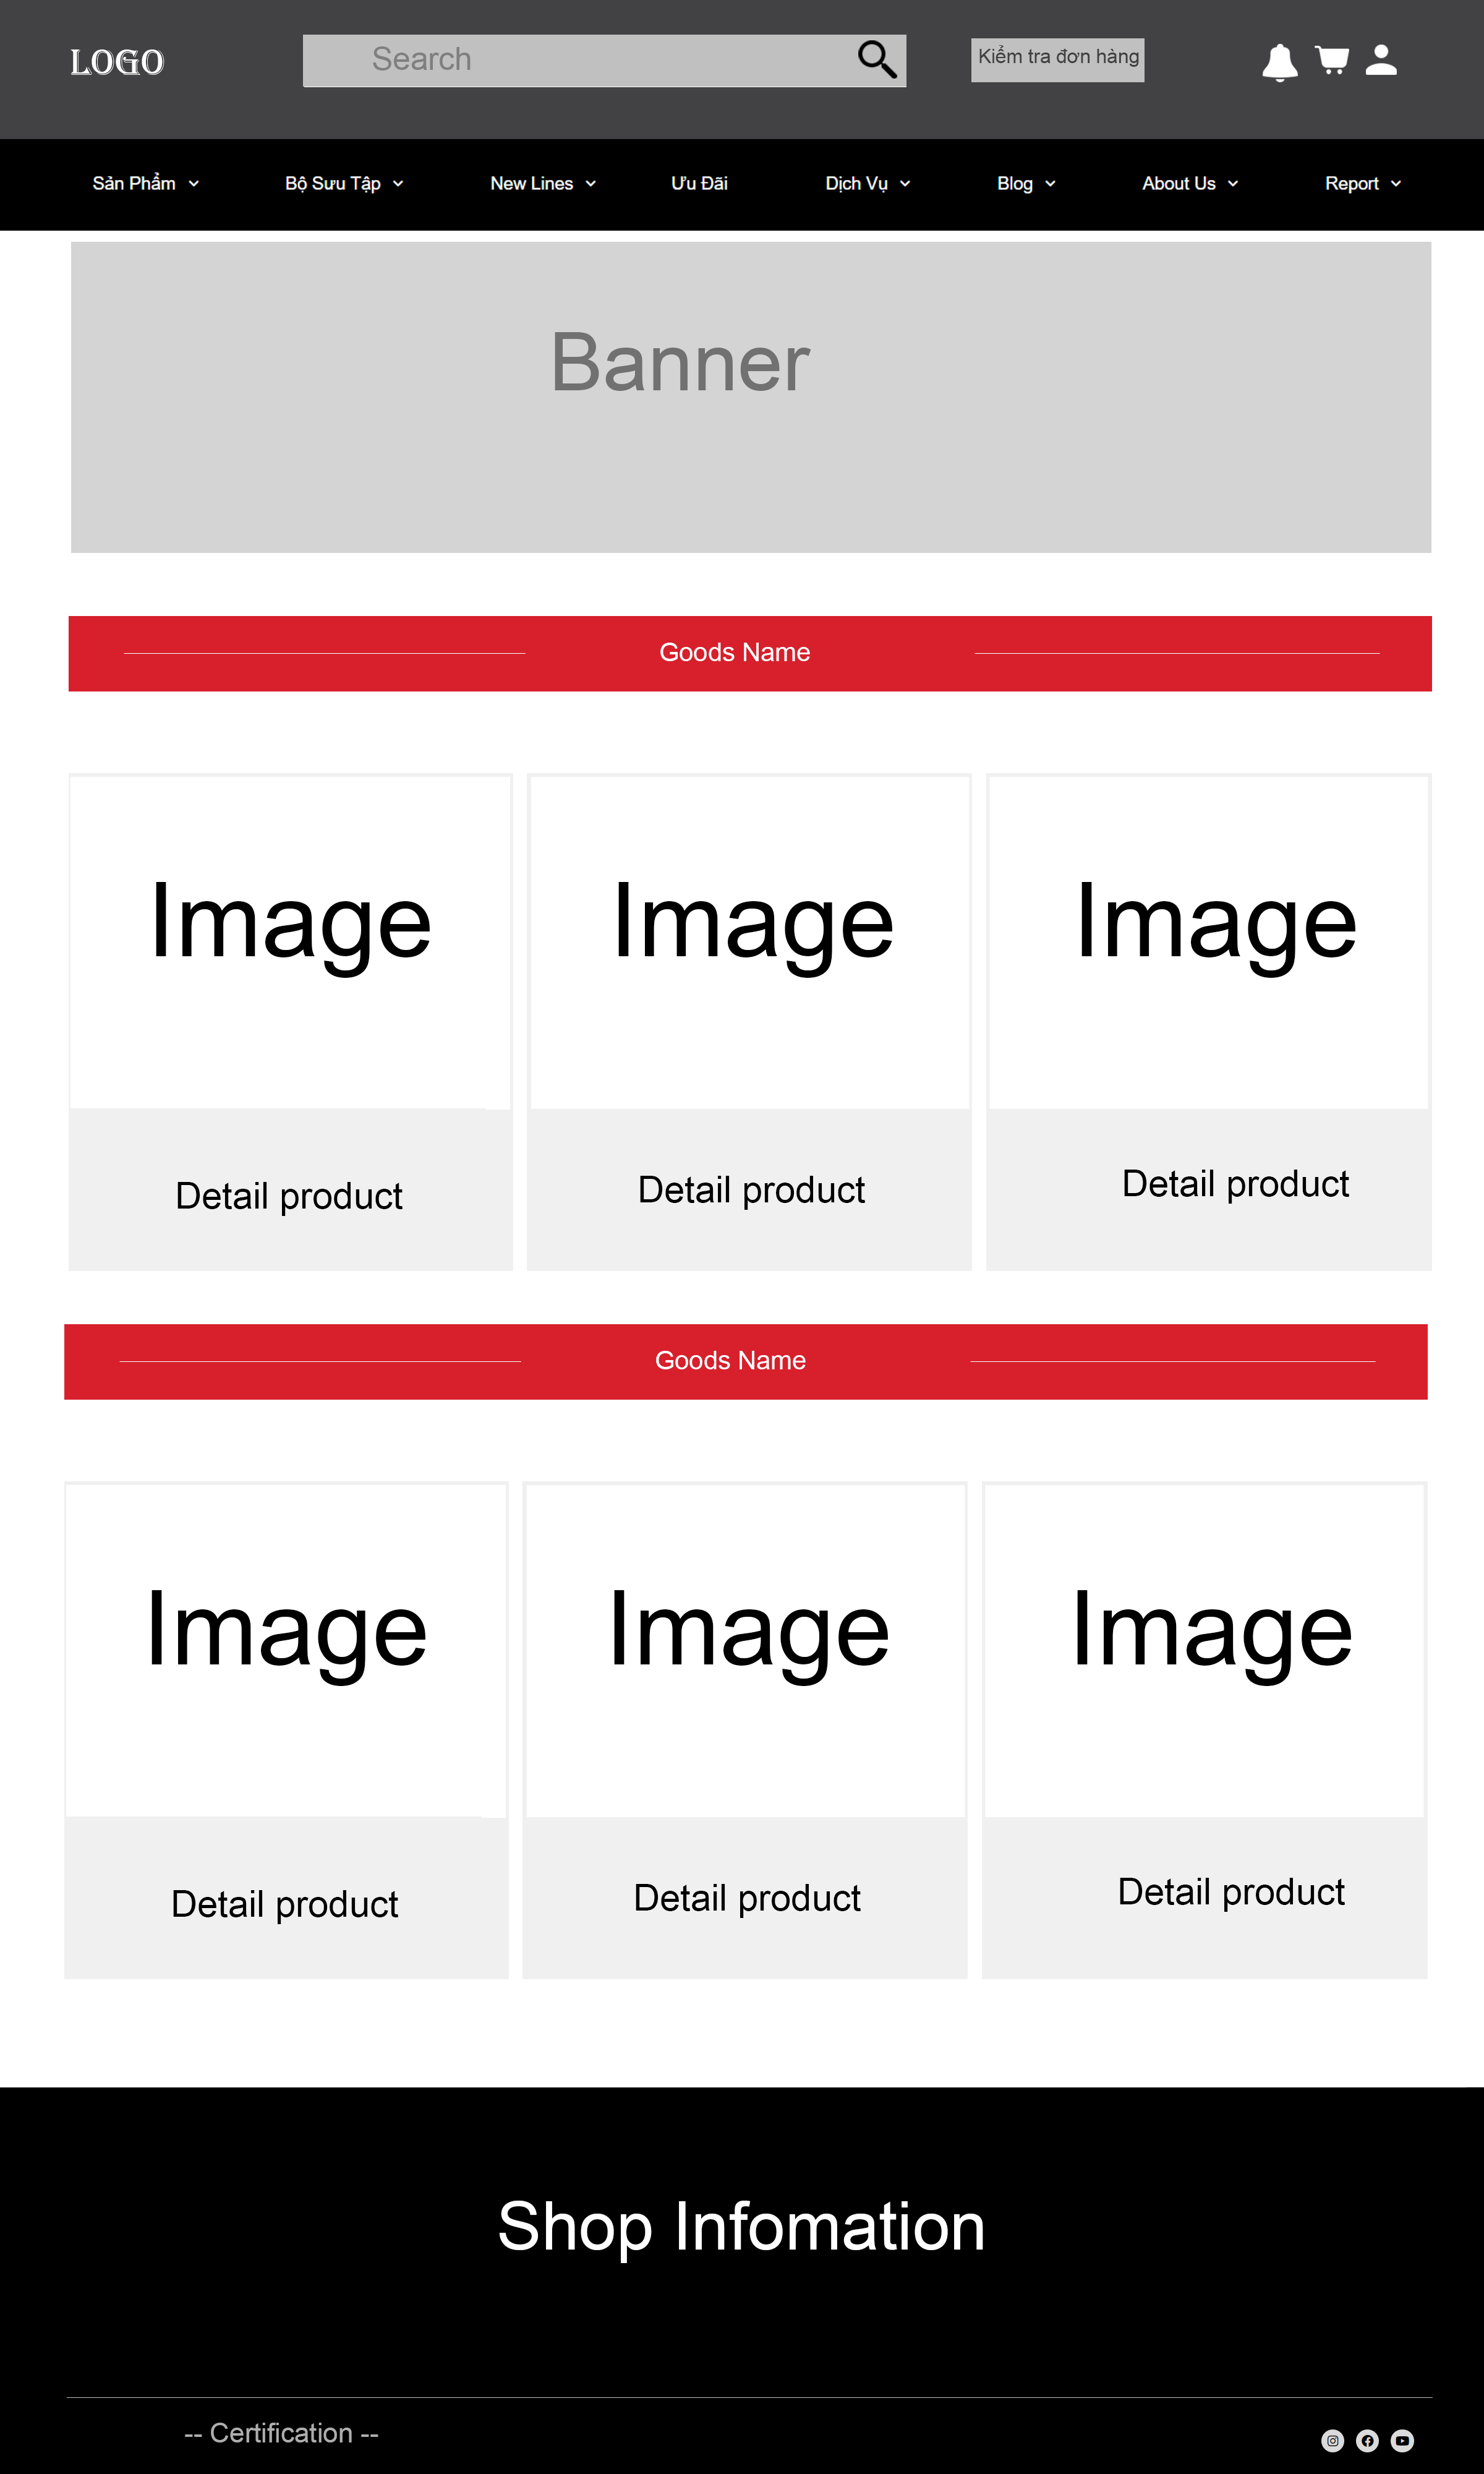 LOGO
Search
Kiểm tra đơn hàng
Sản Phẩm
Bộ Sưu Tập
New Lines
Ưu Đãi
Dịch Vụ
Blog
About Us
Report
Banner
Goods Name
Image
Image
Image
Detail product
Detail product
Detail product
Goods Name
Image
Image
Image
Detail product
Detail product
Detail product
Shop Infomation
-- Certification --